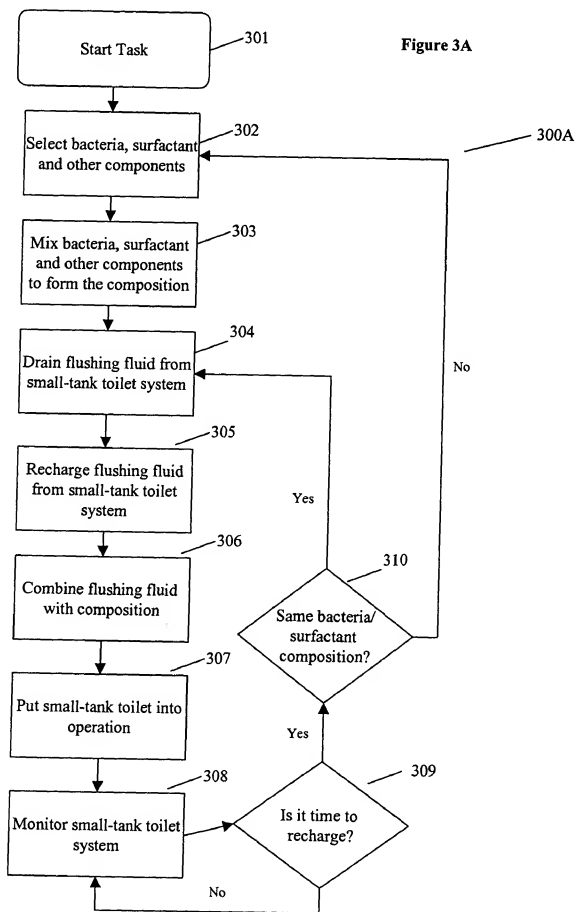 Start Task
301
Figure 3A
302
300A
Select bacteria, surfactant
and other components
303
Mix bacteria, surfactant
and other components
to form the composition
304
Drain flushing fluid from
small-tank toilet system
No
305
Recharge flushing fluid
from small-tank toilet
system
Yes
306
Combine flushing fluid
with composition
310
Same bacteria/
surfactant
composition?
307
Put small-tank toilet into
operation
Yes
308
309
Monitor small-tank toilet
system
Is it time to
recharge?
No